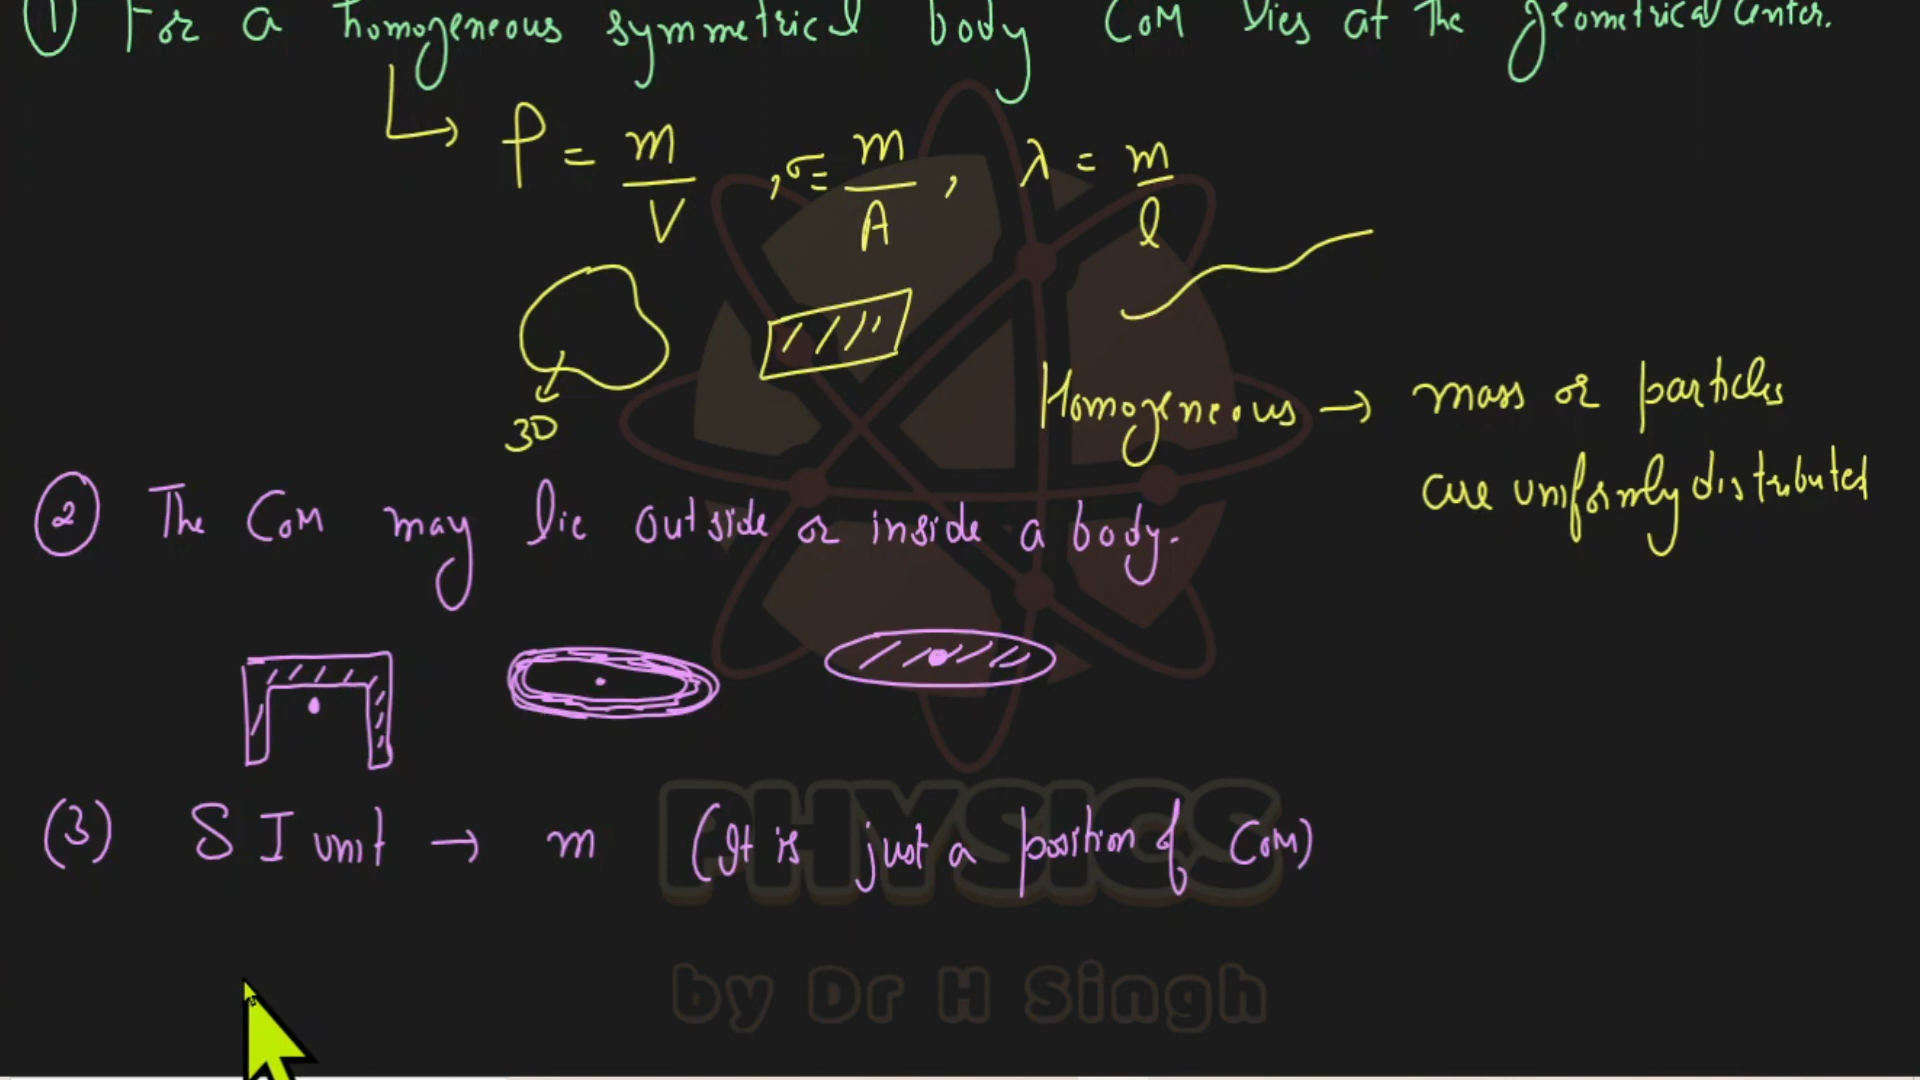 (1) For a homogeneous symmetrical body CoM lies at the geometrical center.
ρ = m/V , σ = m/A , λ = m/l
3D
Homogeneous → mass or particles
are uniformly distributed
(2) The CoM may lie outside or inside a body.
(3) SI unit → m (It is just a position of CoM)
PHYSICS
by Dr H Singh